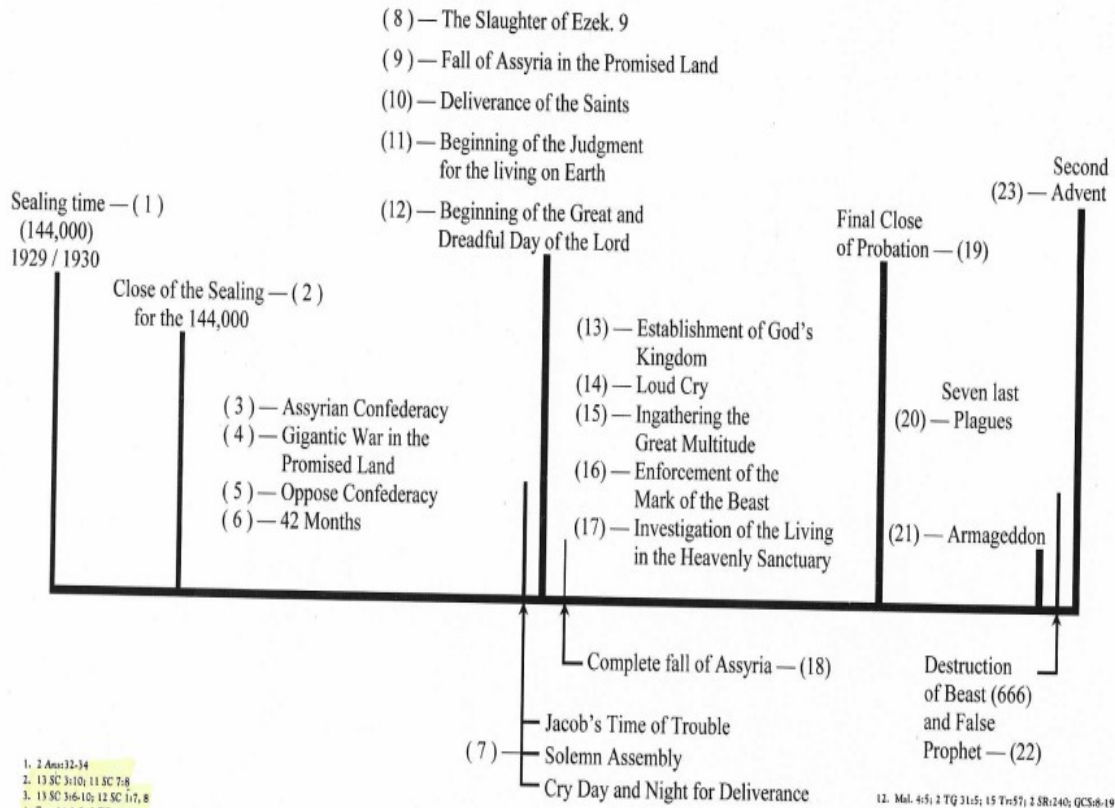 ( 8 ) — The Slaughter of Ezek. 9
( 9 ) — Fall of Assyria in the Promised Land
(10) — Deliverance of the Saints
(11) — Beginning of the Judgment
for the living on Earth
(12) — Beginning of the Great and
Dreadful Day of the Lord
Sealing time — ( 1 )
(144,000)
1929 / 1930
Close of the Sealing — ( 2 )
for the 144,000
( 3 ) — Assyrian Confederacy
( 4 ) — Gigantic War in the
Promised Land
( 5 ) — Oppose Confederacy
( 6 ) — 42 Months
(13) — Establishment of God's
Kingdom
(14) — Loud Cry
(15) — Ingathering the
Great Multitude
(16) — Enforcement of the
Mark of the Beast
(17) — Investigation of the Living
in the Heavenly Sanctuary
Final Close
of Probation — (19)
Second
(23) — Advent
Seven last
(20) — Plagues
(21) — Armageddon
Complete fall of Assyria — (18)
Destruction
of Beast (666)
and False
Prophet — (22)
Jacob's Time of Trouble
( 7 ) — Solemn Assembly
Cry Day and Night for Deliverance
1. 2 Ans:32-34
2. 13 SC 3:10; 11 SC 7:8
3. 13 SC 3:6-10; 12 SC 1:7, 8
12. Mal. 4:5; 2 TG 31:5; 15 Tr:57; 2 SR:240; GCS:8-19